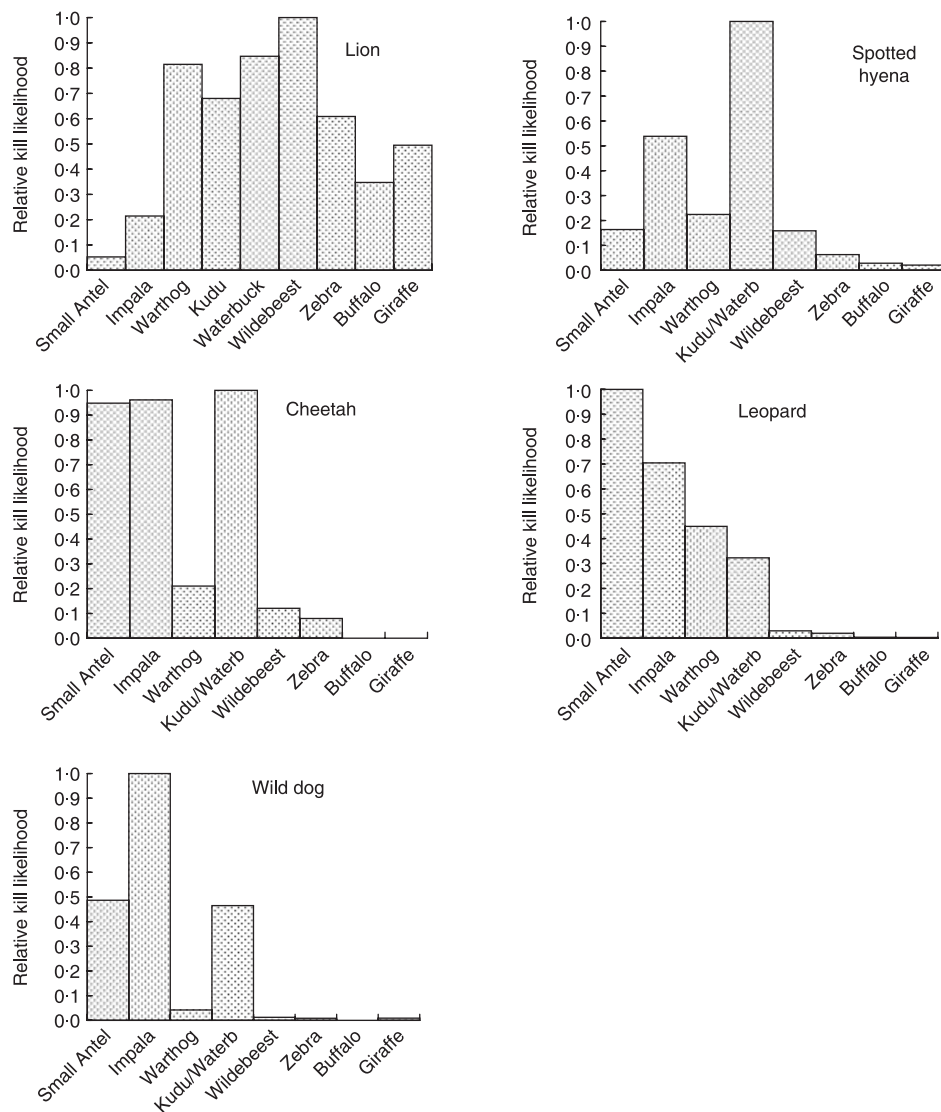 Relative kill likelihood
1·0
0·9
0·8
0·7
0·6
0·5
0·4
0·3
0·2
0·1
0·0
Lion
Small Antel
Impala
Warthog
Kudu
Waterbuck
Wildebeest
Zebra
Buffalo
Giraffe
Relative kill likelihood
1·0
0·9
0·8
0·7
0·6
0·5
0·4
0·3
0·2
0·1
0·0
Spotted
hyena
Small Antel
Impala
Warthog
Kudu/Waterb
Wildebeest
Zebra
Buffalo
Giraffe
Relative kill likelihood
1·0
0·9
0·8
0·7
0·6
0·5
0·4
0·3
0·2
0·1
0·0
Cheetah
Small Antel
Impala
Warthog
Kudu/Waterb
Wildebeest
Zebra
Buffalo
Giraffe
Relative kill likelihood
1·0
0·9
0·8
0·7
0·6
0·5
0·4
0·3
0·2
0·1
0·0
Leopard
Small Antel
Impala
Warthog
Kudu/Waterb
Wildebeest
Zebra
Buffalo
Giraffe
Relative kill likelihood
1·0
0·9
0·8
0·7
0·6
0·5
0·4
0·3
0·2
0·1
0·0
Wild dog
Small Antel
Impala
Warthog
Kudu/Waterb
Wildebeest
Zebra
Buffalo
Giraffe